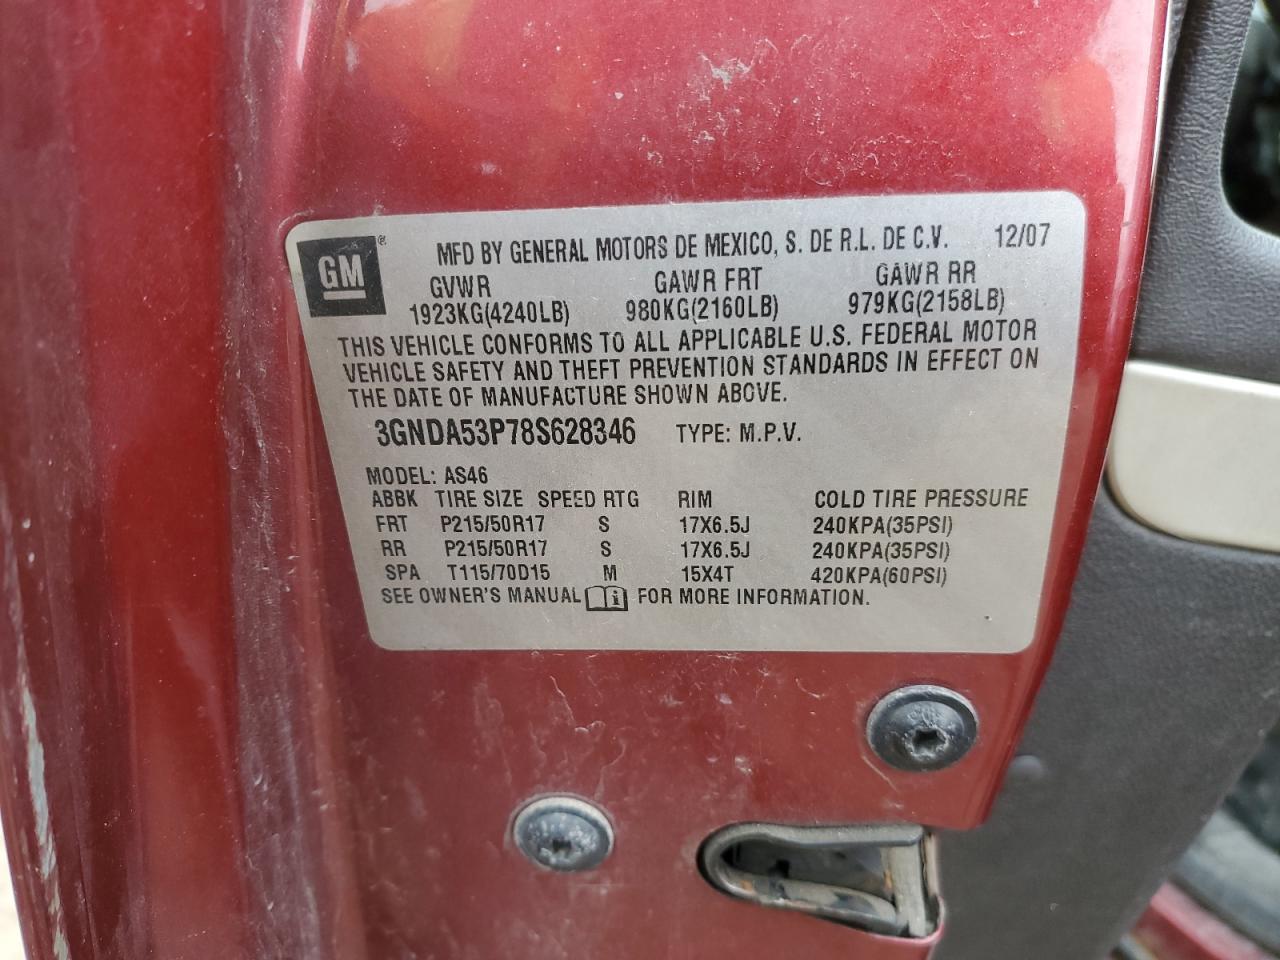 GM®
MFD BY GENERAL MOTORS DE MEXICO, S. DE R.L. DE C.V. 12/07
GVWR GAWR FRT GAWR RR
1923KG(4240LB) 980KG(2160LB) 979KG(2158LB)
THIS VEHICLE CONFORMS TO ALL APPLICABLE U.S. FEDERAL MOTOR
VEHICLE SAFETY AND THEFT PREVENTION STANDARDS IN EFFECT ON
THE DATE OF MANUFACTURE SHOWN ABOVE.
3GNDA53P78S628346 TYPE: M.P.V.
MODEL: AS46
ABBK TIRE SIZE SPEED RTG RIM COLD TIRE PRESSURE
FRT P215/50R17 S 17X6.5J 240KPA(35PSI)
RR P215/50R17 S 17X6.5J 240KPA(35PSI)
SPA T115/70D15 M 15X4T 420KPA(60PSI)
SEE OWNER'S MANUAL i FOR MORE INFORMATION.